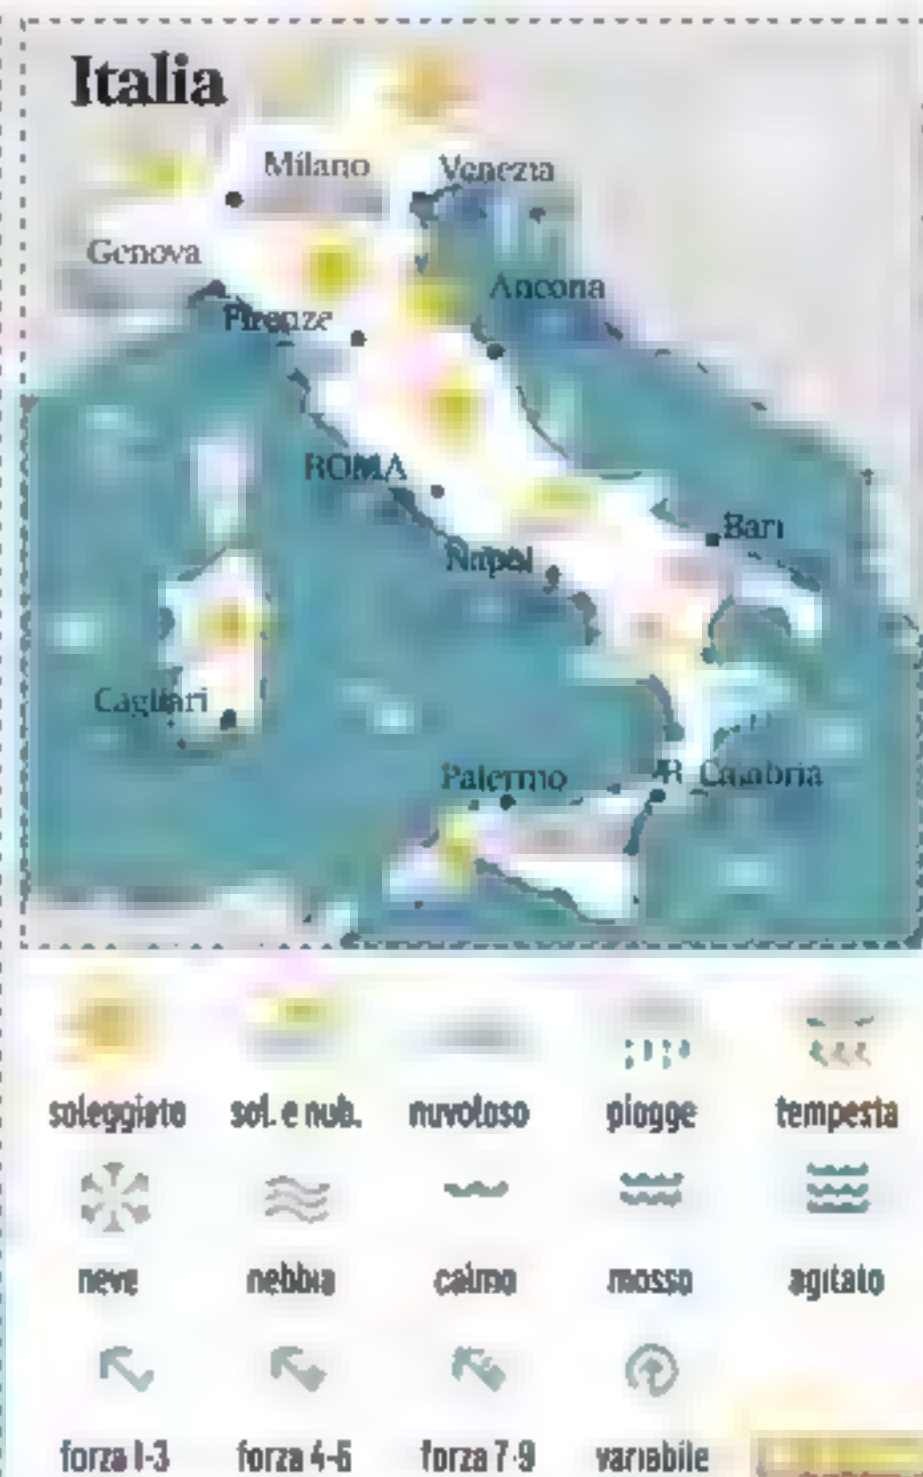 Italia
Milano
Venezia
Genova
Ancona
Firenze
ROMA
Bari
Napoli
Cagliari
Palermo
R. Calabria
soleggiato
sol. e nub.
nuvoloso
piogge
tempesta
neve
nebbia
calmo
mosso
agitato
forza 1-3
forza 4-6
forza 7-9
variabile